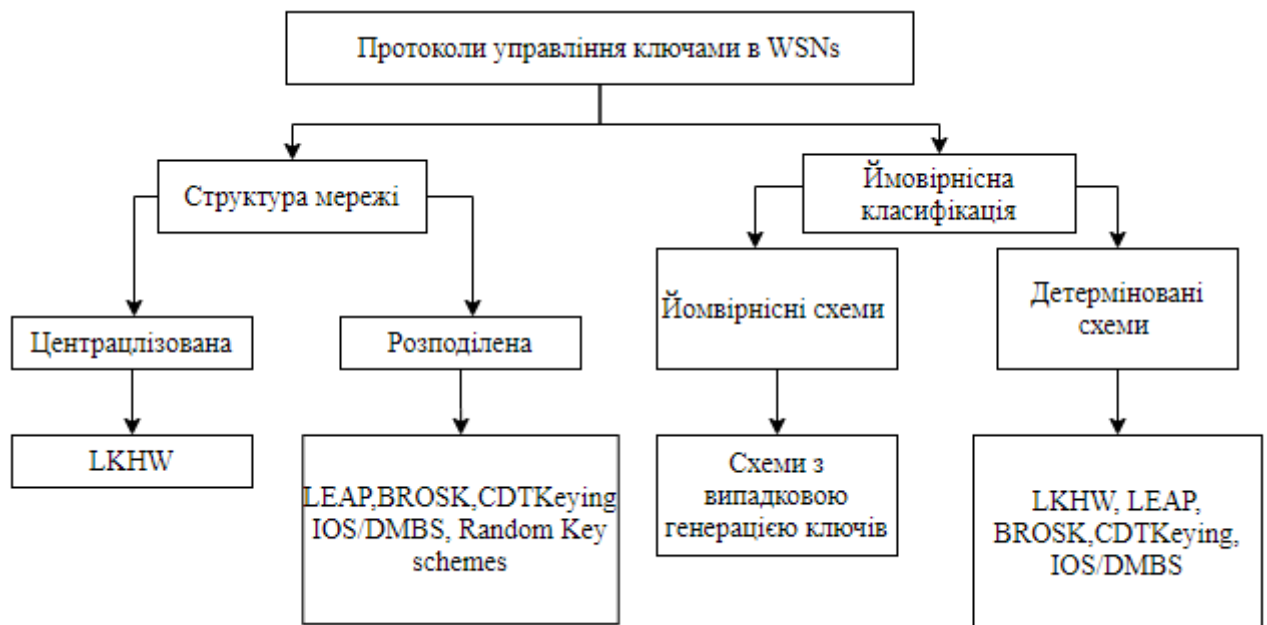 Протоколи управління ключами в WSNs
Структура мережі
Ймовірнісна
класифікація
Йомвірнісні схеми
Детерміновані
схеми
Центрацлізована
Розподілена
LKHW
LEAP,BROSK,CDTKeying
IOS/DMBS, Random Key
schemes
Схеми з
випадковою
генерацією ключів
LKHW, LEAP,
BROSK,CDTKeying,
IOS/DMBS